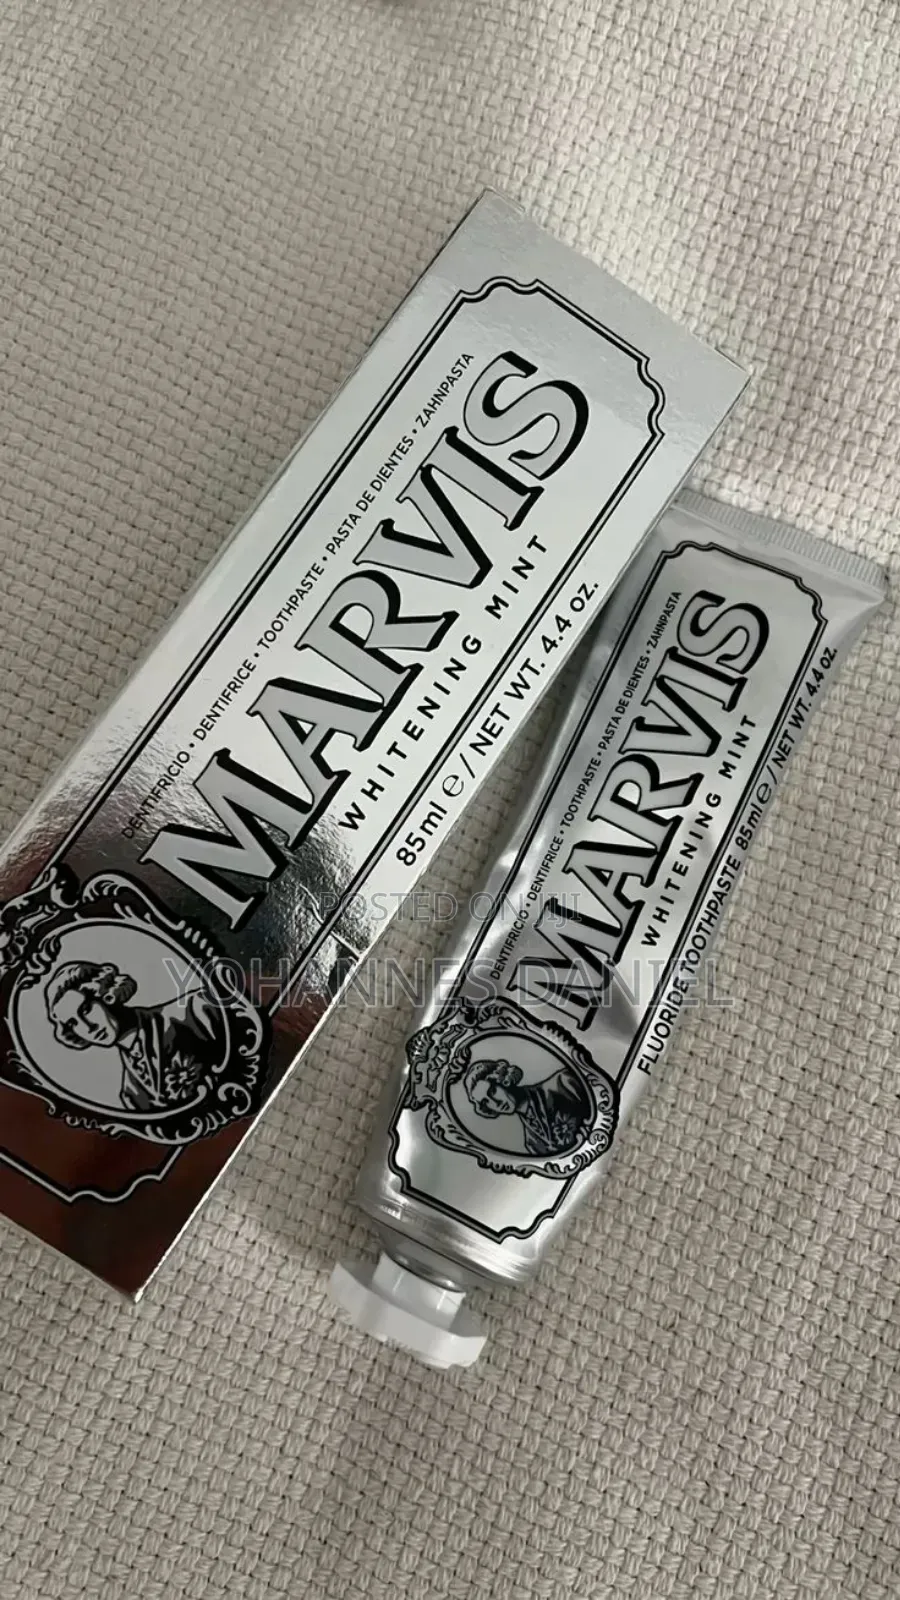 DENTIFRICIO • DENTIFRICE • TOOTHPASTE • PASTA DE DIENTES • ZAHNPASTA
MARVIS
WHITENING MINT
85ml e / NET WT. 4.4 OZ.
DENTIFRICIO • DENTIFRICE • TOOTHPASTE • PASTA DE DIENTES • ZAHNPASTA
MARVIS
WHITENING MINT
FLUORIDE TOOTHPASTE 85ml e / NET WT. 4.4 OZ.
POSTED ON JIJI
YOHANNES DANIEL